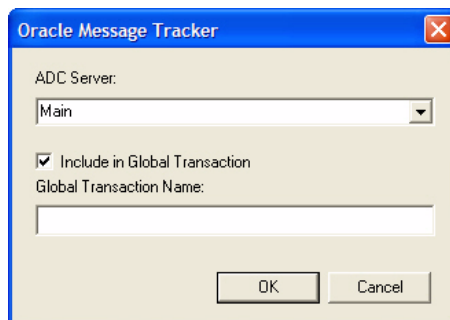 Oracle Message Tracker
ADC Server:
Main
Include in Global Transaction
Global Transaction Name:
OK Cancel